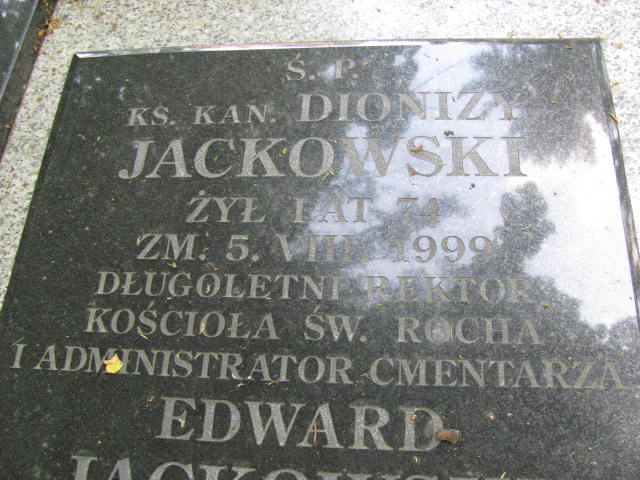 Ś. P.
KS. KAN. DIONIZY
JACKOWSKI
ŻYŁ LAT 74
ZM. 5. VIII. 1999
DŁUGOLETNI REKTOR
KOŚCIOŁA ŚW. ROCHA
I ADMINISTRATOR CMENTARZA
EDWARD
JACKOWSKI